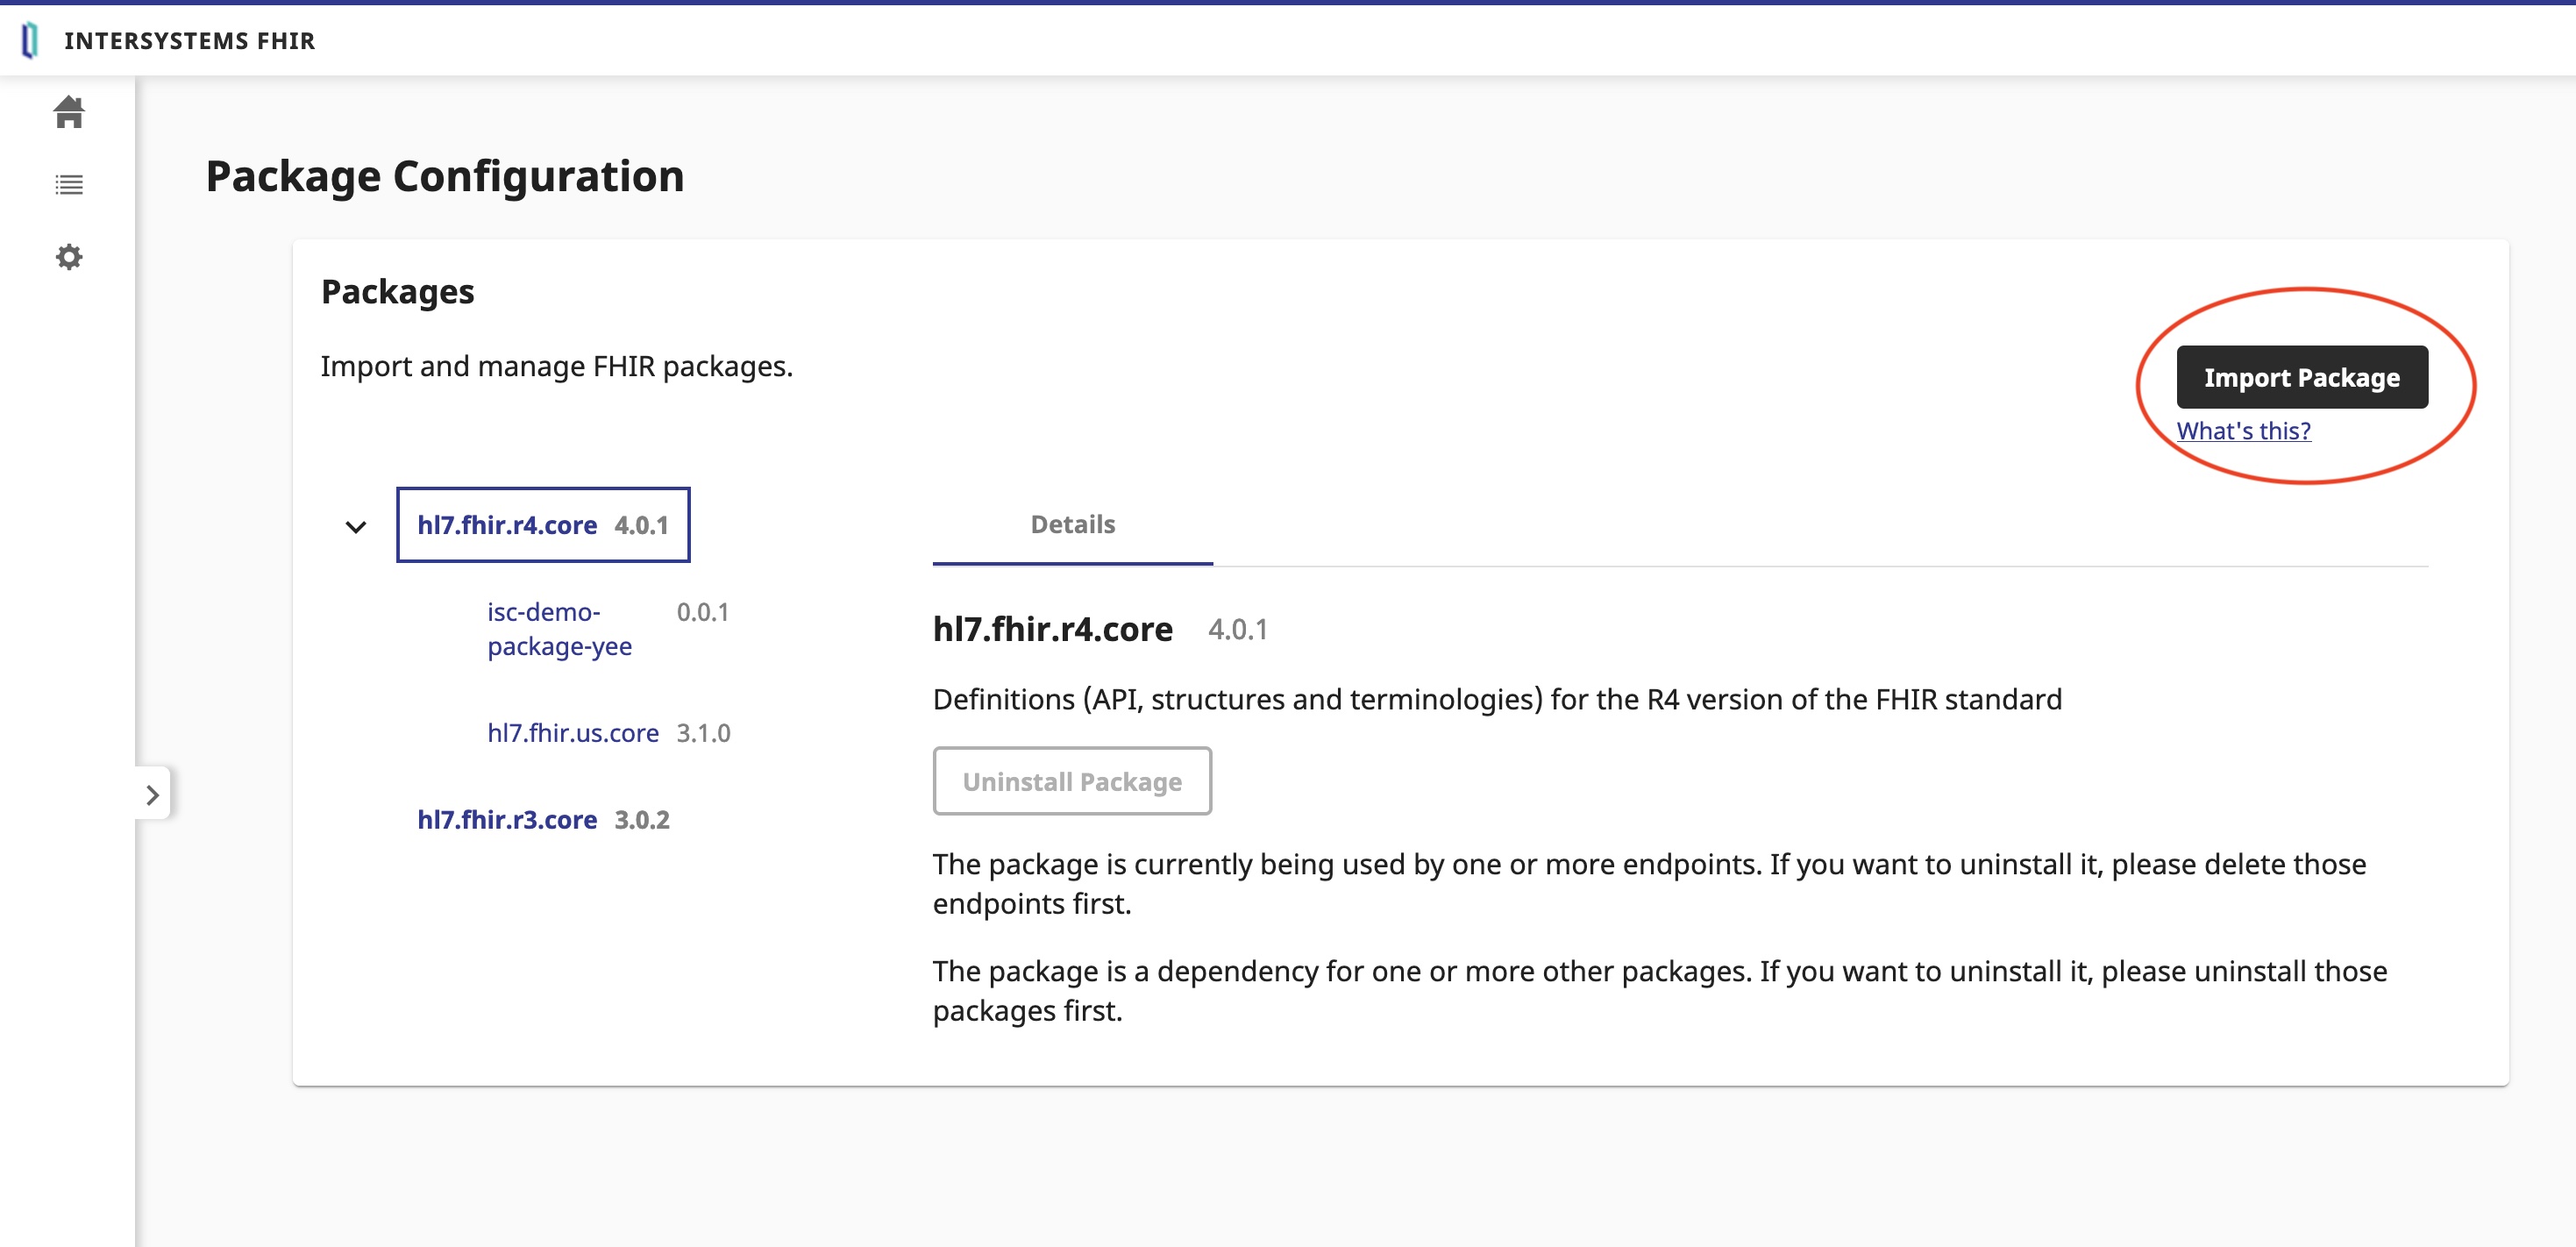 INTERSYSTEMS FHIR
Package Configuration
Packages
Import and manage FHIR packages.
Import Package
What's this?
hl7.fhir.r4.core 4.0.1
isc-demo-
package-yee 0.0.1
hl7.fhir.us.core 3.1.0
hl7.fhir.r3.core 3.0.2
Details
hl7.fhir.r4.core 4.0.1
Definitions (API, structures and terminologies) for the R4 version of the FHIR standard
Uninstall Package
The package is currently being used by one or more endpoints. If you want to uninstall it, please delete those
endpoints first.
The package is a dependency for one or more other packages. If you want to uninstall it, please uninstall those
packages first.